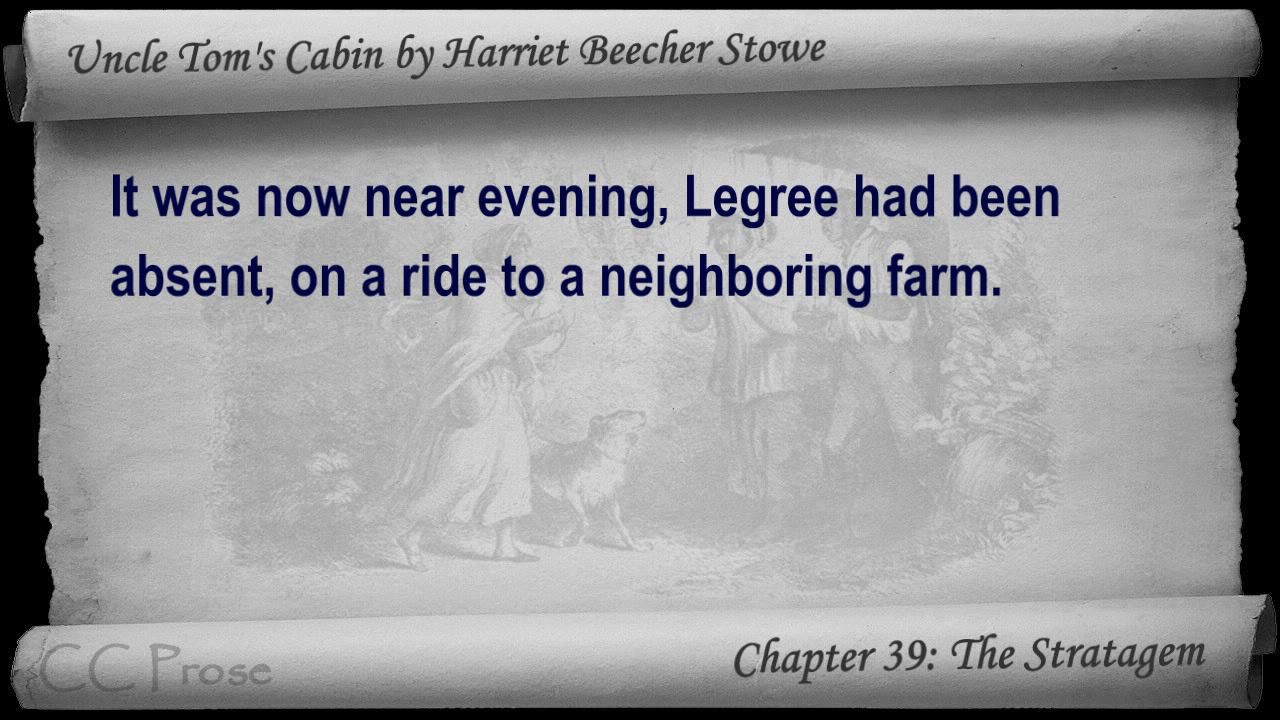 Uncle Tom's Cabin by Harriet Beecher Stowe
It was now near evening, Legree had been
absent, on a ride to a neighboring farm.
CC Prose
Chapter 39: The Stratagem